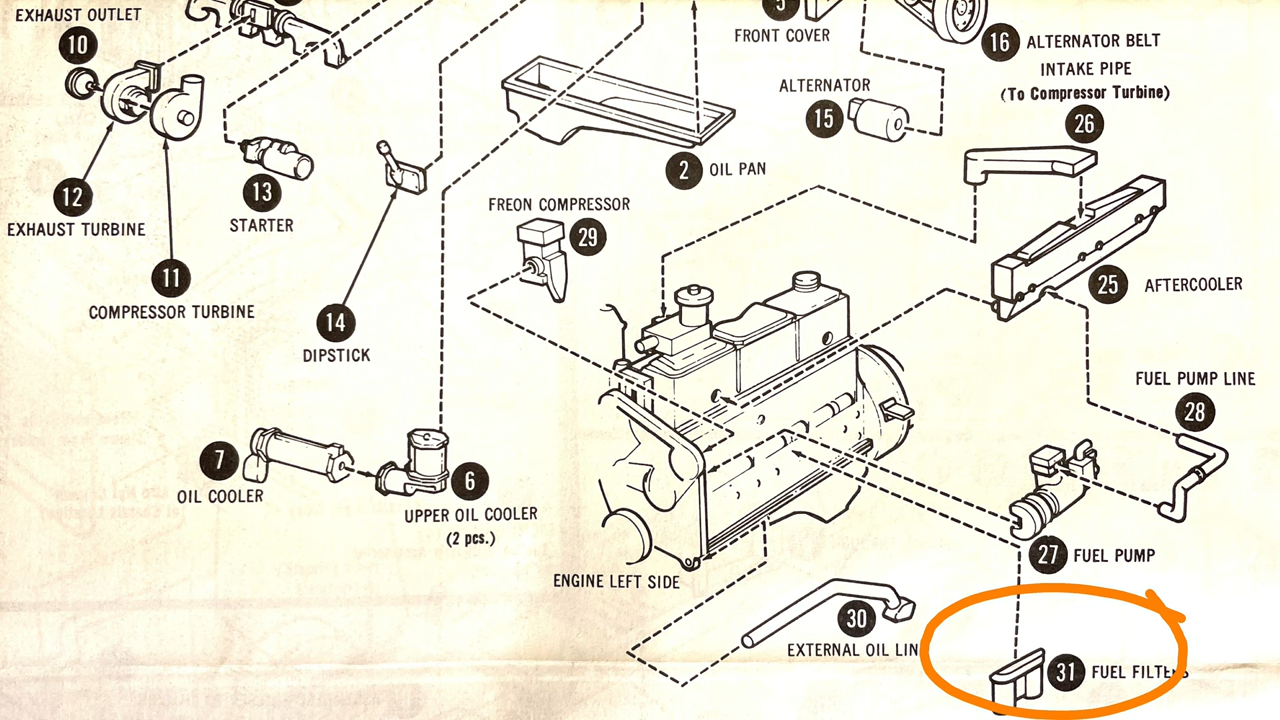 EXHAUST OUTLET
10
5
FRONT COVER
16 ALTERNATOR BELT
INTAKE PIPE
(To Compressor Turbine)
26
ALTERNATOR
15
2 OIL PAN
12
EXHAUST TURBINE
13
STARTER
FREON COMPRESSOR
29
11
COMPRESSOR TURBINE
14
DIPSTICK
25 AFTERCOOLER
FUEL PUMP LINE
28
7
OIL COOLER
6
UPPER OIL COOLER
(2 pcs.)
ENGINE LEFT SIDE
27 FUEL PUMP
30
EXTERNAL OIL LIN
31 FUEL FILTERS